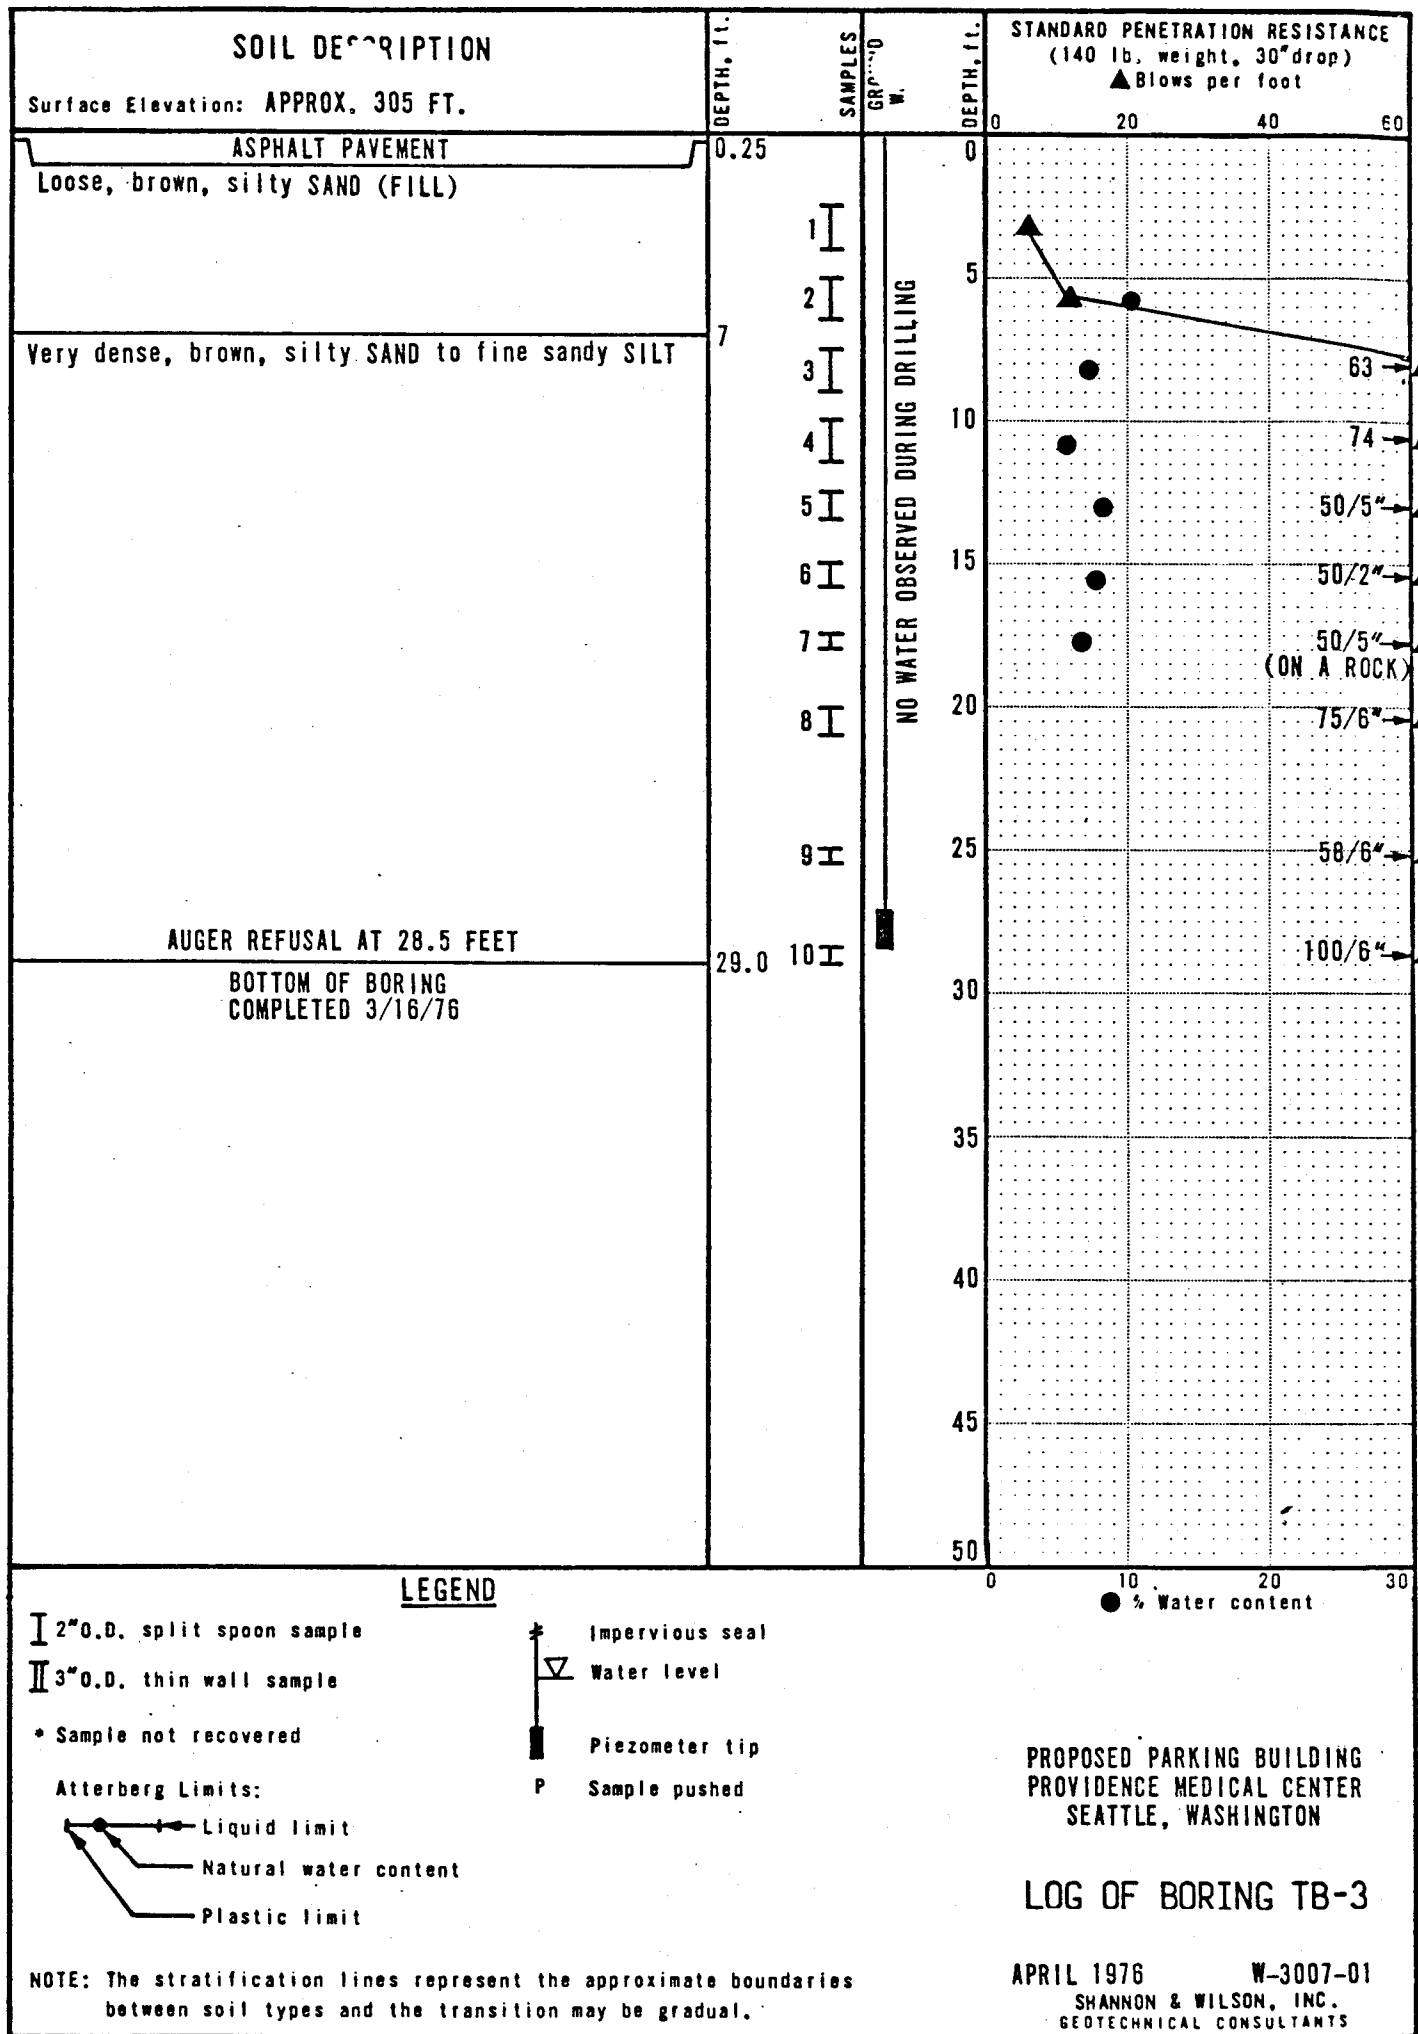 SOIL DESCRIPTION
Surface Elevation: APPROX. 305 FT.
DEPTH, ft.
SAMPLES
W.
DEPTH, ft.
STANDARD PENETRATION RESISTANCE
(140 lb. weight, 30" drop)
▲ Blows per foot
0 20 40 60
ASPHALT PAVEMENT
0.25
0
Loose, brown, silty SAND (FILL)
1
5
2
7
Very dense, brown, silty SAND to fine sandy SILT
3
63
10
4
74
5
50/5"
15
6
50/2"
7
50/5"
(ON A ROCK)
NO WATER OBSERVED DURING DRILLING
20
8
75/6"
25
9
58/6"
AUGER REFUSAL AT 28.5 FEET
29.0
10
100/6"
BOTTOM OF BORING
COMPLETED 3/16/76
30
35
40
45
50
0 10 20 30
● % Water content
LEGEND
2" O.D. split spoon sample
3" O.D. thin wall sample
* Sample not recovered
Atterberg Limits:
Liquid limit
Natural water content
Plastic limit
Impervious seal
Water level
Piezometer tip
P Sample pushed
NOTE: The stratification lines represent the approximate boundaries
between soil types and the transition may be gradual.
PROPOSED PARKING BUILDING
PROVIDENCE MEDICAL CENTER
SEATTLE, WASHINGTON
LOG OF BORING TB-3
APRIL 1976 W-3007-01
SHANNON & WILSON, INC.
GEOTECHNICAL CONSULTANTS